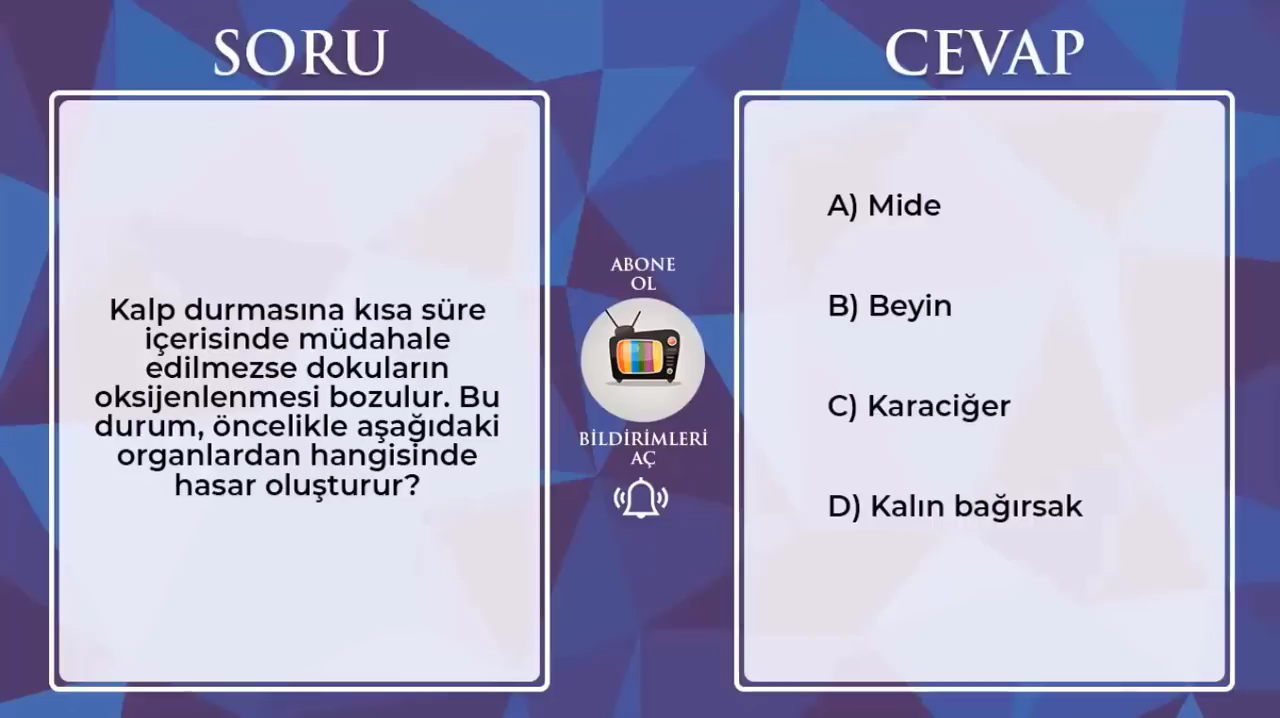 SORU
Kalp durmasına kısa süre
içerisinde müdahale
edilmezse dokuların
oksijenlenmesi bozulur. Bu
durum, öncelikle aşağıdaki
organlardan hangisinde
hasar oluşturur?
ABONE
OL
BİLDİRİMLERİ
AÇ
CEVAP
A) Mide
B) Beyin
C) Karaciğer
D) Kalın bağırsak